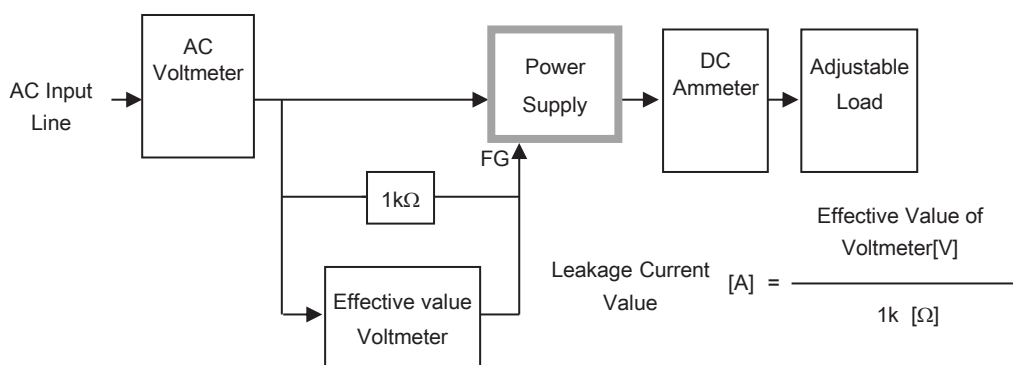 AC
Voltmeter
AC Input
Line
Power
Supply
DC
Ammeter
Adjustable
Load
FG
1kΩ
Effective value
Voltmeter
Leakage Current
Value
[A] =
Effective Value of
Voltmeter[V]
1k [Ω]